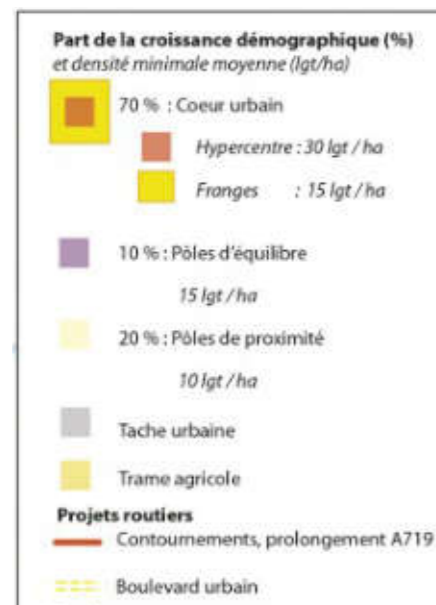 Part de la croissance démographique (%)
et densité minimale moyenne (lgt/ha)
70 % : Coeur urbain
Hypercentre : 30 lgt / ha
Franges : 15 lgt / ha
10 % : Pôles d'équilibre
15 lgt / ha
20 % : Pôles de proximité
10 lgt / ha
Tache urbaine
Trame agricole
Projets routiers
Contournements, prolongement A719
Boulevard urbain